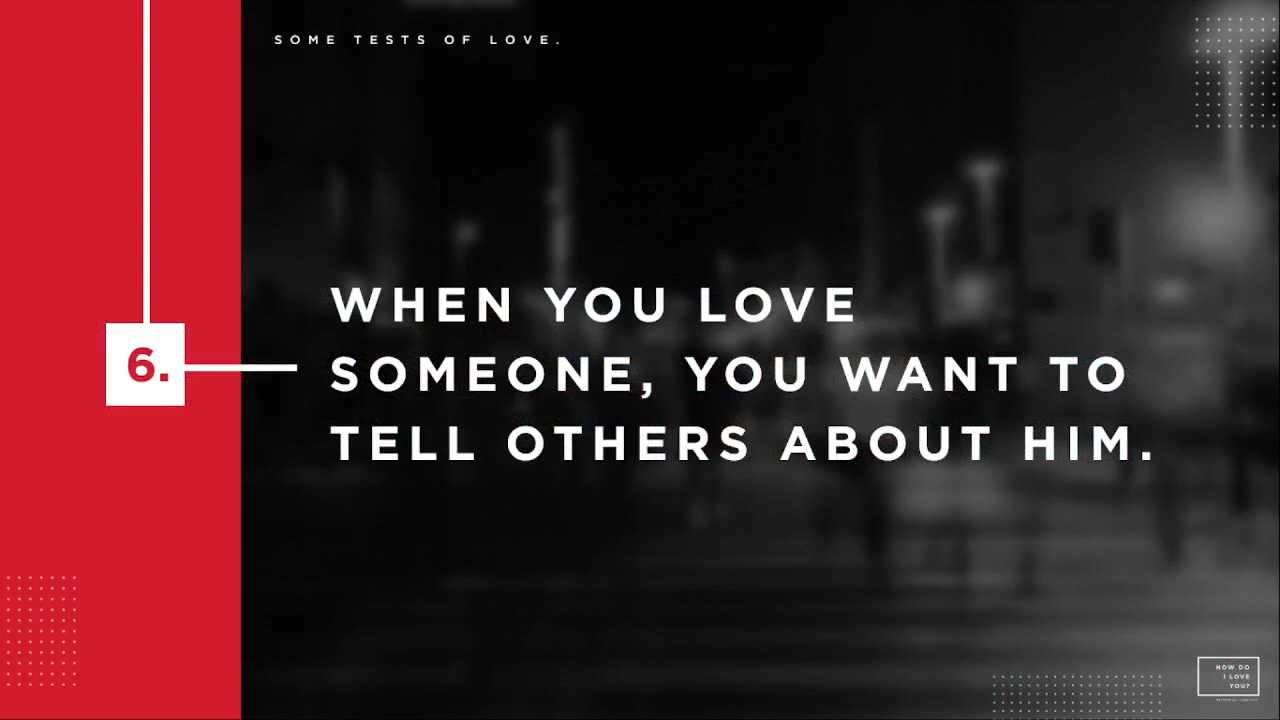 SOME TESTS OF LOVE.
WHEN YOU LOVE
6.
SOMEONE, YOU WANT TO
TELL OTHERS ABOUT HIM.
HOW DO
I LOVE
YOU?